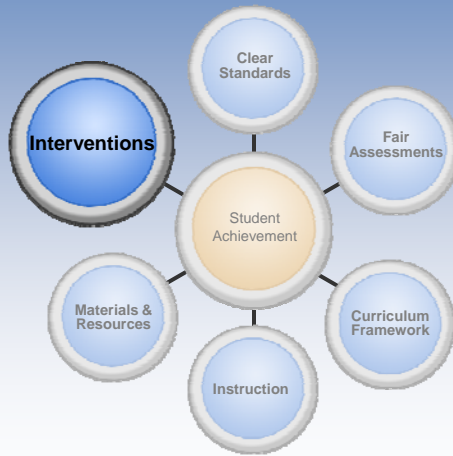 Clear
Standards
Interventions
Fair
Assessments
Student
Achievement
Materials &
Resources
Curriculum
Framework
Instruction